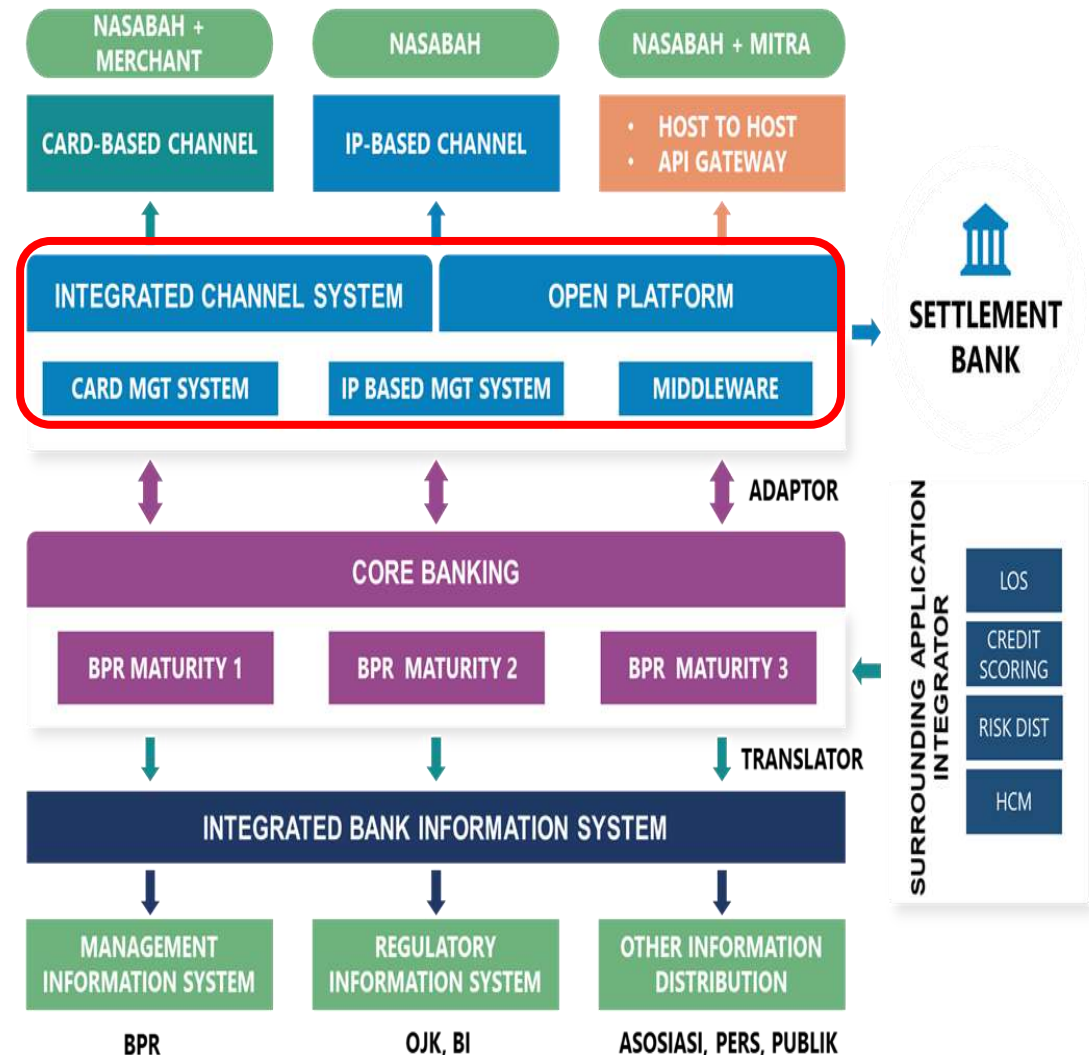 NASABAH +
MERCHANT
NASABAH
NASABAH + MITRA
CARD-BASED CHANNEL
IP-BASED CHANNEL
• HOST TO HOST
• API GATEWAY
INTEGRATED CHANNEL SYSTEM
OPEN PLATFORM
CARD MGT SYSTEM
IP BASED MGT SYSTEM
MIDDLEWARE
SETTLEMENT
BANK
ADAPTOR
CORE BANKING
BPR MATURITY 1
BPR MATURITY 2
BPR MATURITY 3
SURROUNDING APPLICATION
INTEGRATOR
LOS
CREDIT
SCORING
RISK DIST
HCM
TRANSLATOR
INTEGRATED BANK INFORMATION SYSTEM
MANAGEMENT
INFORMATION SYSTEM
REGULATORY
INFORMATION SYSTEM
OTHER INFORMATION
DISTRIBUTION
BPR
OJK, BI
ASOSIASI, PERS, PUBLIK